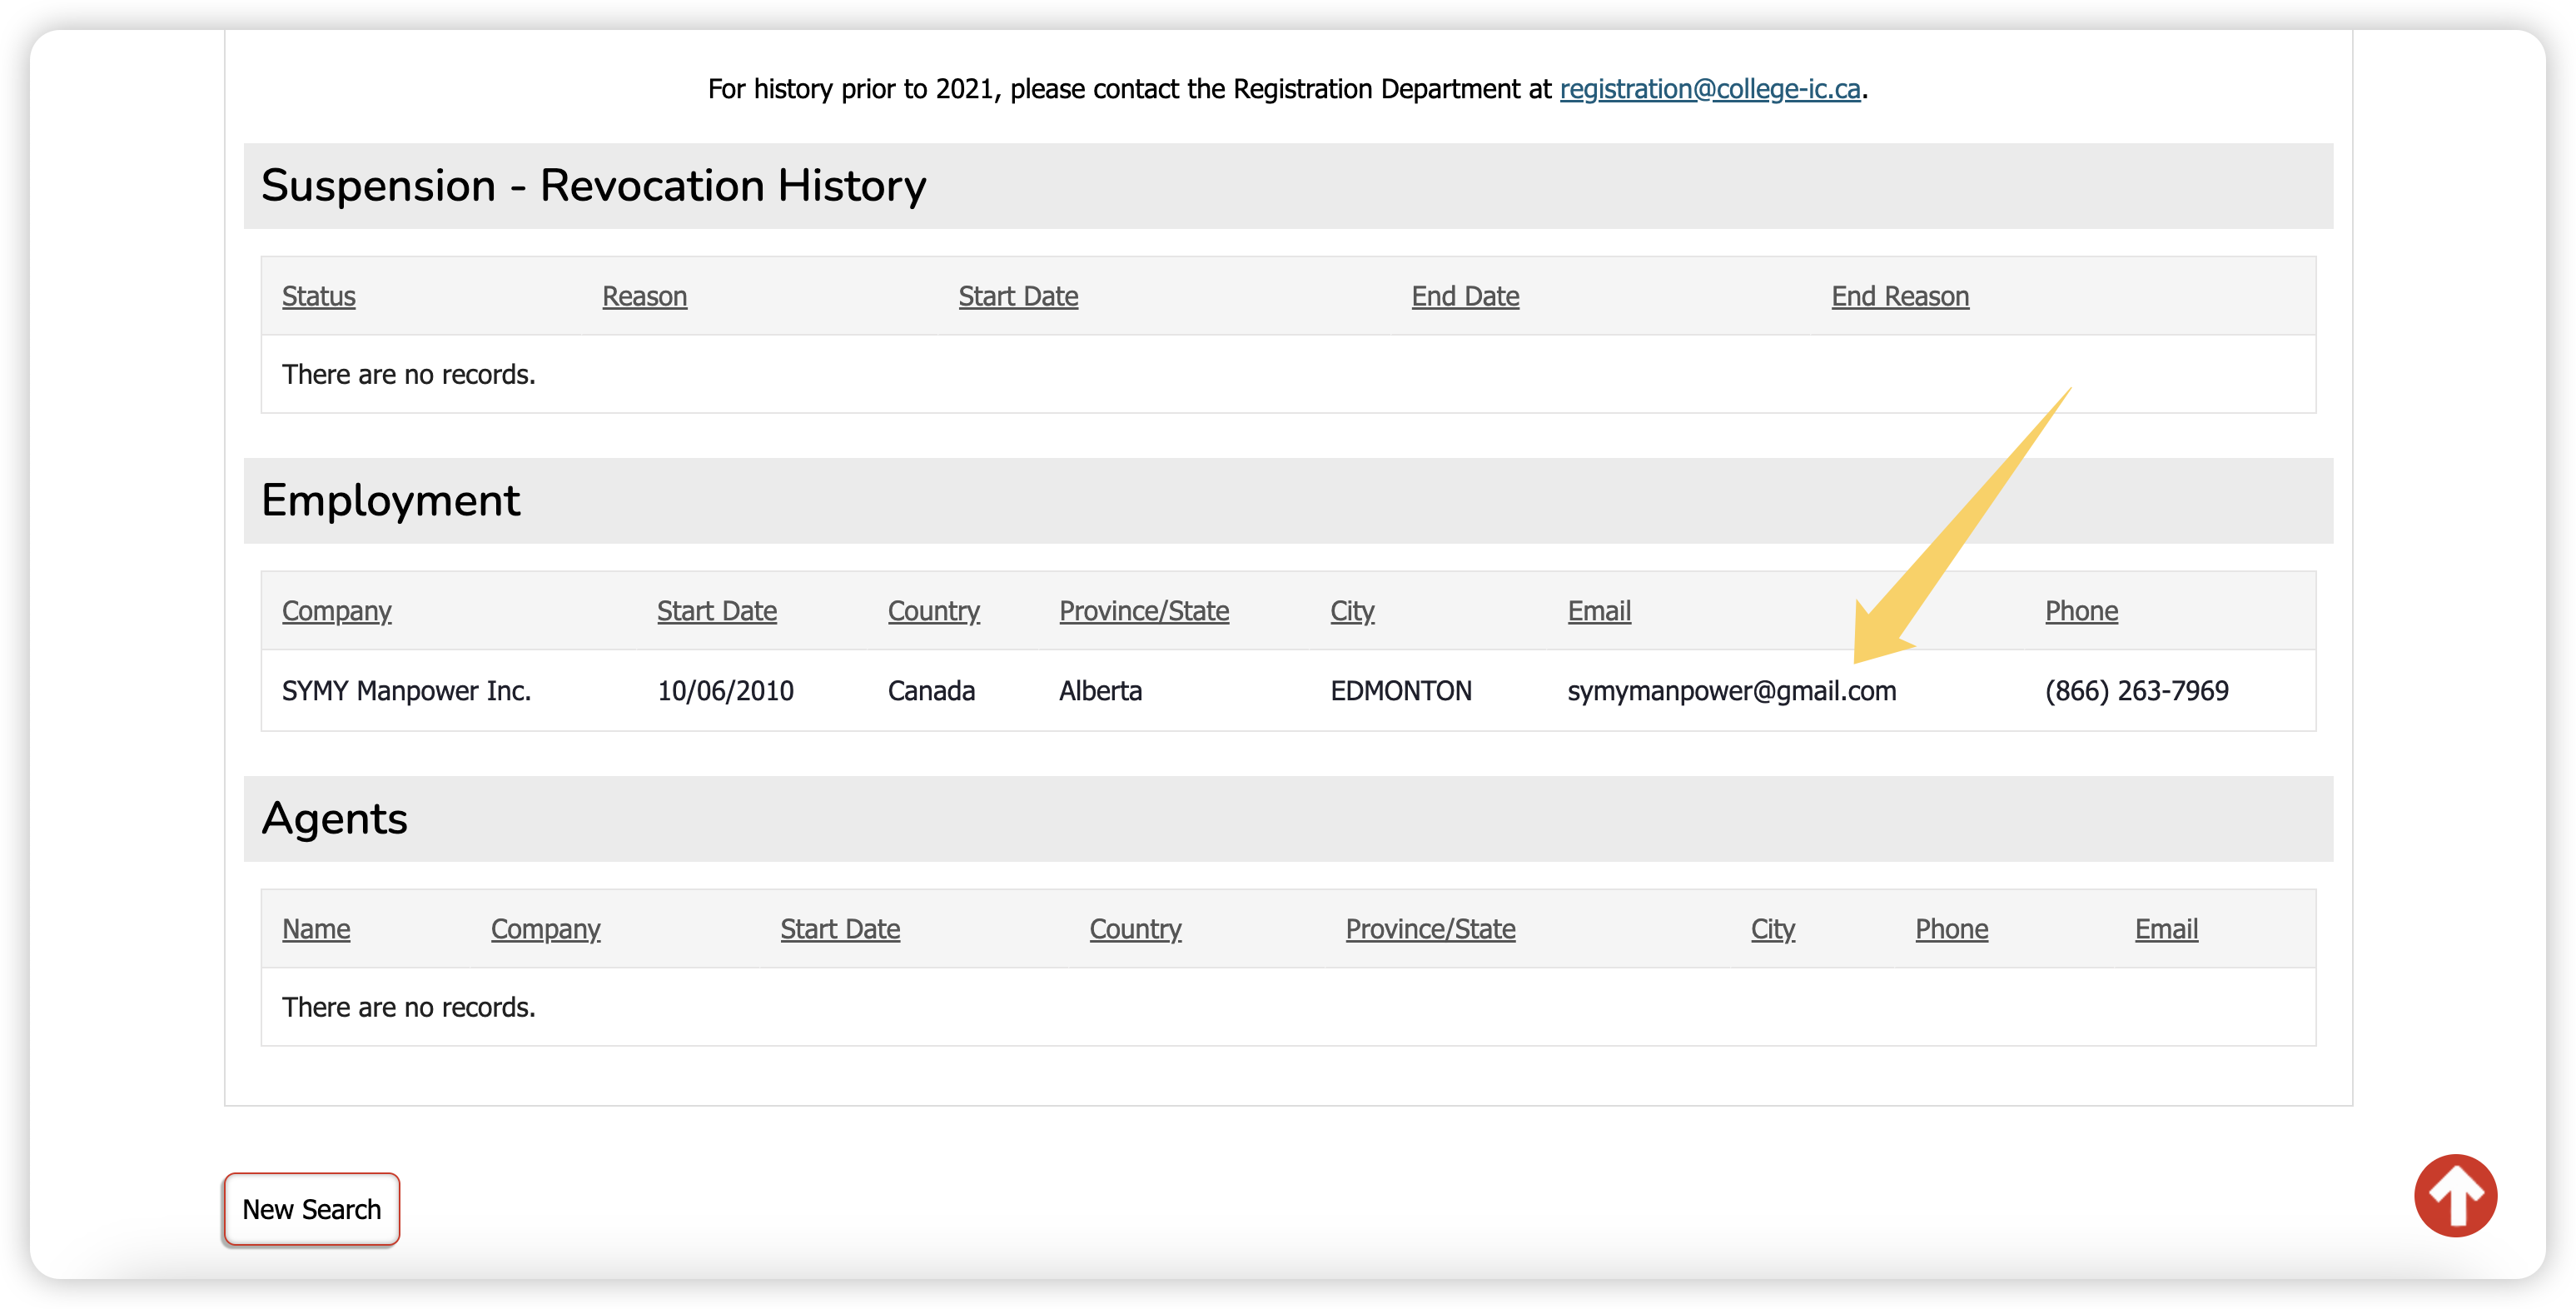 For history prior to 2021, please contact the Registration Department at registration@college-ic.ca.
Suspension - Revocation History
Status Reason Start Date End Date End Reason
There are no records.
Employment
Company Start Date Country Province/State City Email Phone
SYMY Manpower Inc. 10/06/2010 Canada Alberta EDMONTON symymanpower@gmail.com (866) 263-7969
Agents
Name Company Start Date Country Province/State City Phone Email
There are no records.
New Search